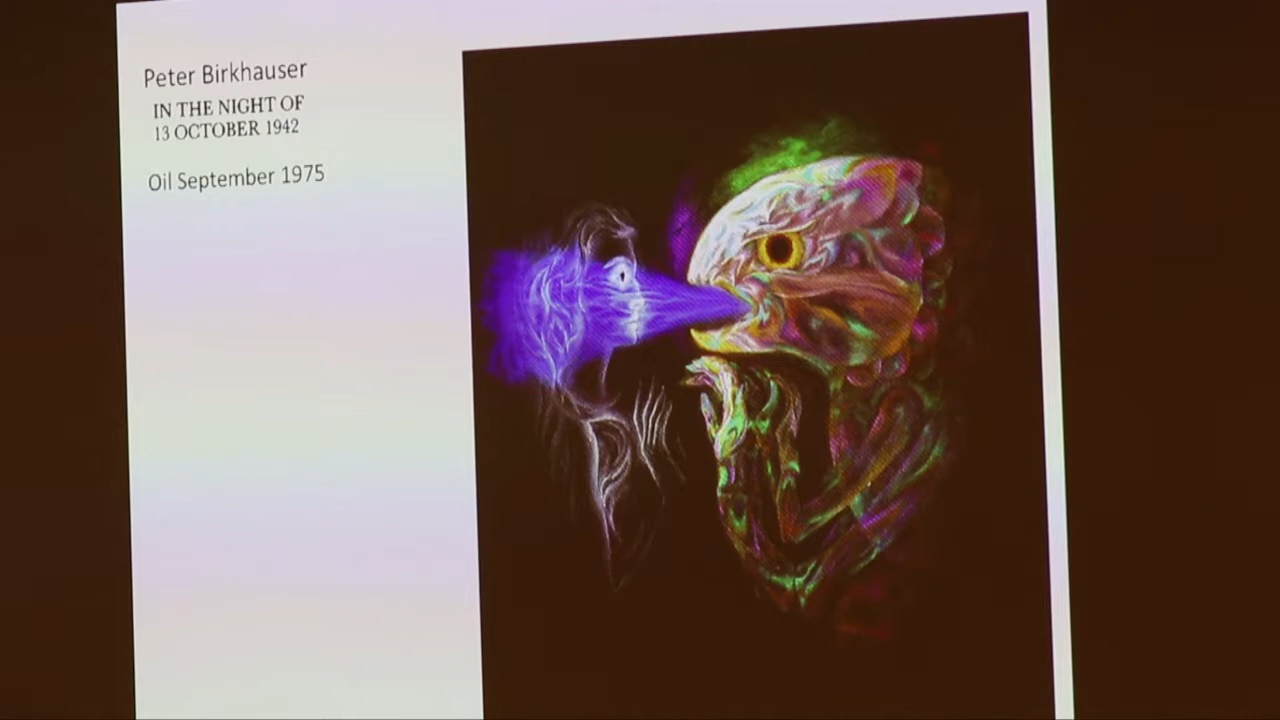 Peter Birkhauser
IN THE NIGHT OF
13 OCTOBER 1942
Oil September 1975